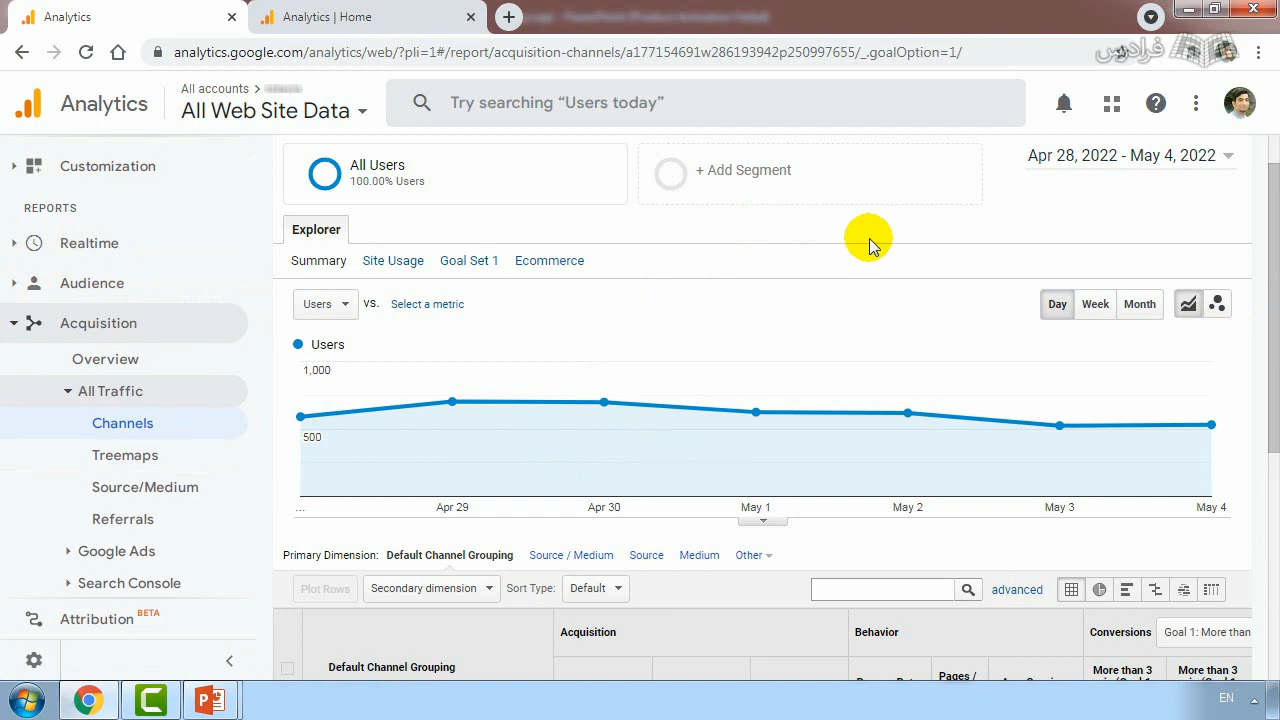 Analytics
Analytics | Home
analytics.google.com/analytics/web/?pli=1#/report/acquisition-channels/a177154691w286193942p250997655/_.goalOption=1/
فرادرس
Analytics
All accounts >
All Web Site Data
Try searching “Users today”
Customization
REPORTS
Realtime
Audience
Acquisition
Overview
All Traffic
Channels
Treemaps
Source/Medium
Referrals
Google Ads
Search Console
Attribution BETA
All Users
100.00% Users
+ Add Segment
Apr 28, 2022 - May 4, 2022
Explorer
Summary Site Usage Goal Set 1 Ecommerce
Users VS. Select a metric
Day Week Month
Users
1,000
500
... Apr 29 Apr 30 May 1 May 2 May 3 May 4
Primary Dimension: Default Channel Grouping Source / Medium Source Medium Other
Plot Rows Secondary dimension Sort Type: Default advanced
Acquisition Behavior Conversions Goal 1: More than
Default Channel Grouping
Pages /
More than 3 More than 3
EN